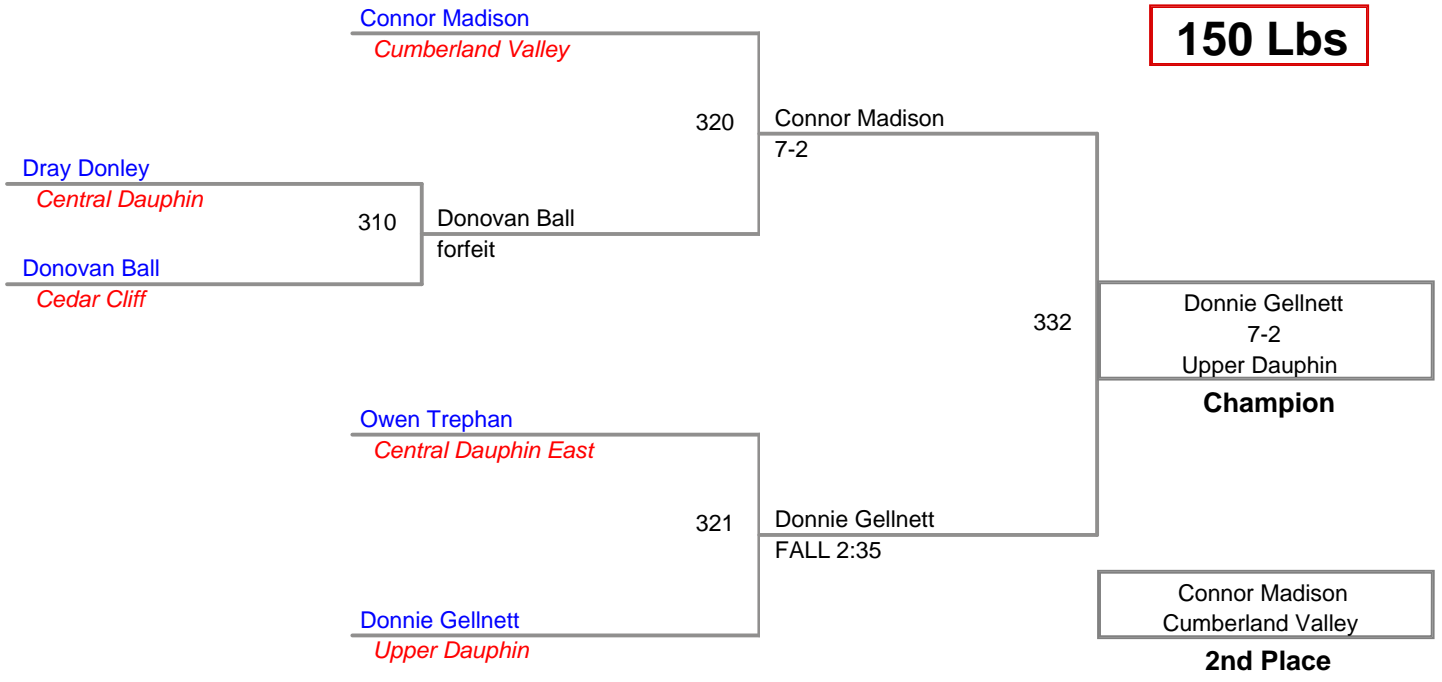 Connor Madison
Cumberland Valley
150 Lbs
320
Connor Madison
7-2
Dray Donley
Central Dauphin
310
Donovan Ball
forfeit
Donovan Ball
Cedar Cliff
332
Donnie Gellnett
7-2
Upper Dauphin
Champion
Owen Trephan
Central Dauphin East
321
Donnie Gellnett
FALL 2:35
Donnie Gellnett
Upper Dauphin
Connor Madison
Cumberland Valley
2nd Place